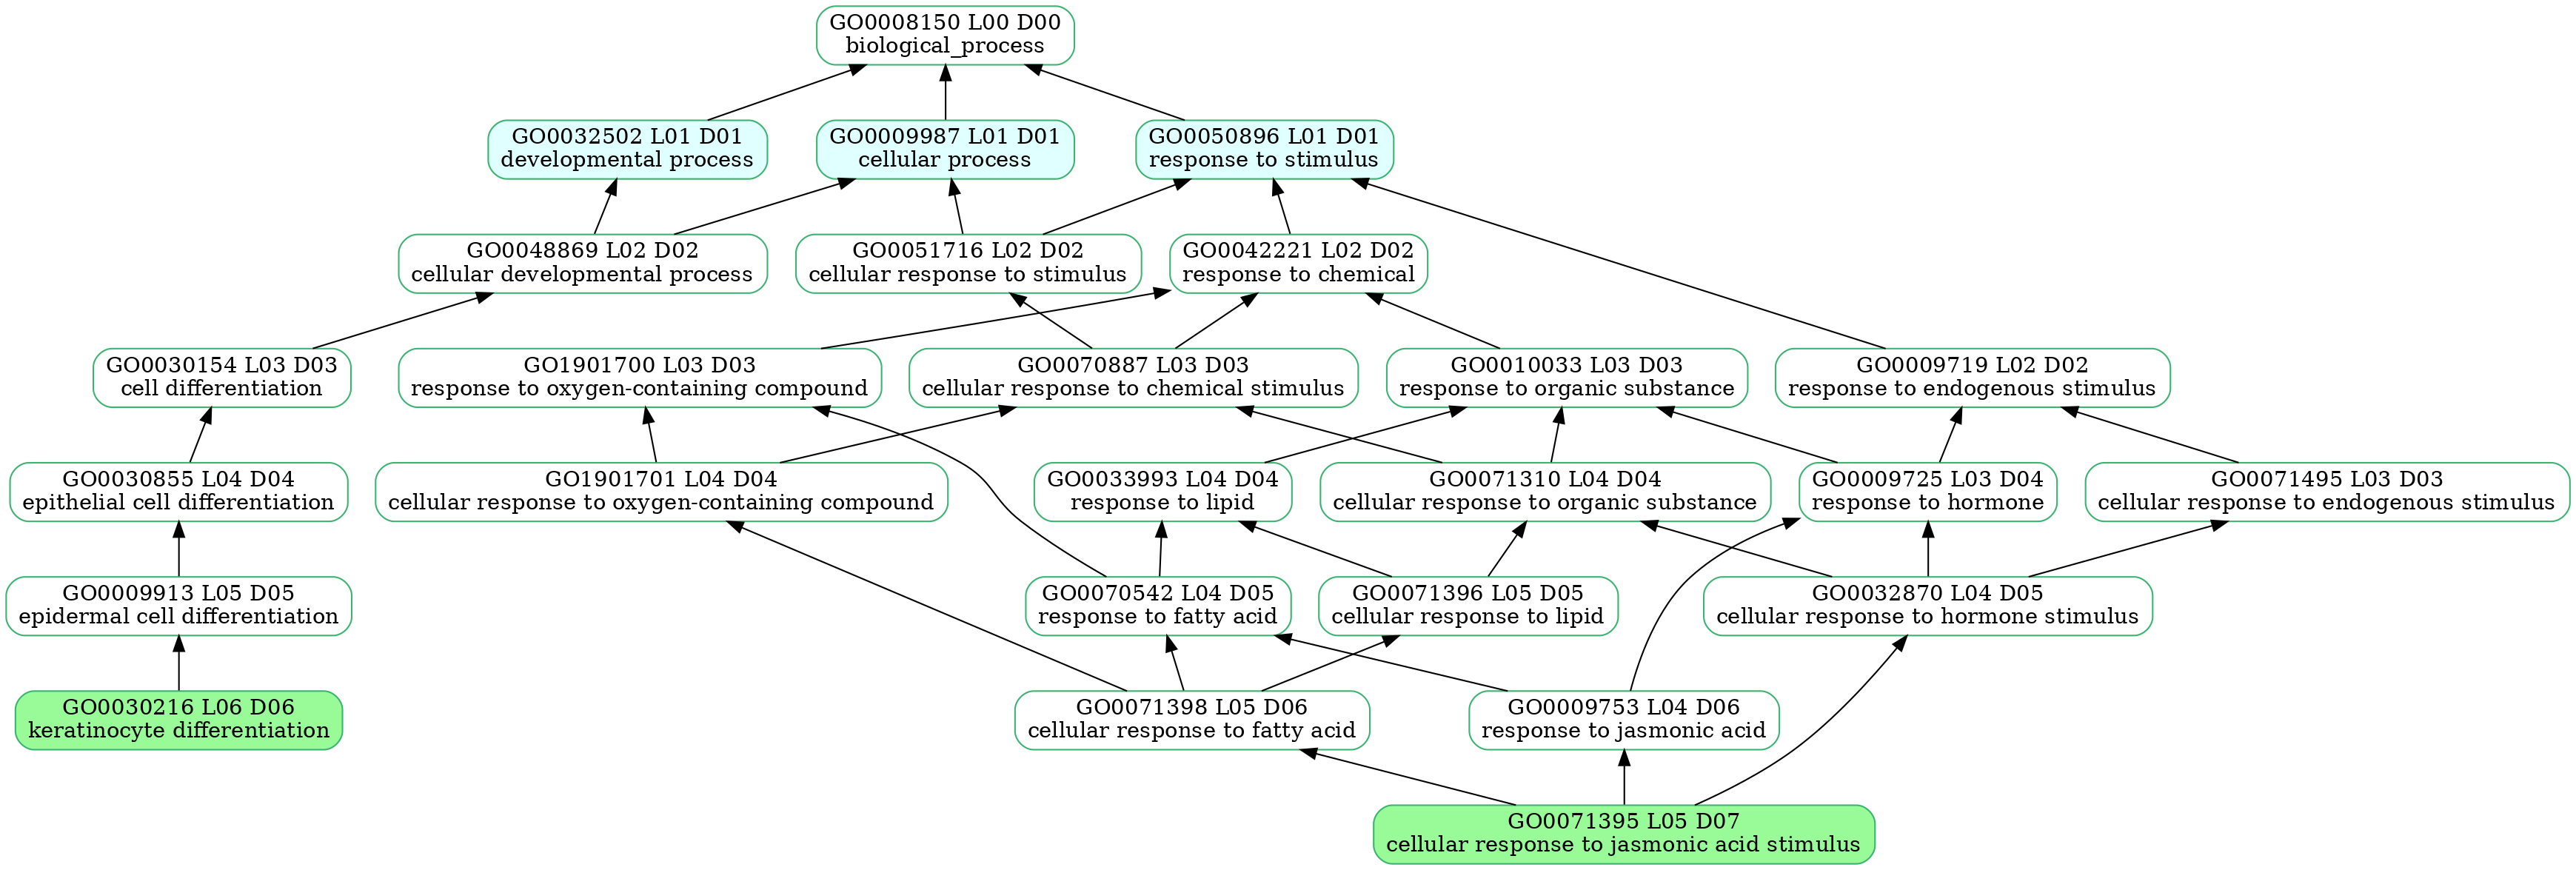 GO0008150 L00 D00
biological_process
GO0032502 L01 D01
developmental process
GO0009987 L01 D01
cellular process
GO0050896 L01 D01
response to stimulus
GO0048869 L02 D02
cellular developmental process
GO0051716 L02 D02
cellular response to stimulus
GO0042221 L02 D02
response to chemical
GO0030154 L03 D03
cell differentiation
GO1901700 L03 D03
response to oxygen-containing compound
GO0070887 L03 D03
cellular response to chemical stimulus
GO0010033 L03 D03
response to organic substance
GO0009719 L02 D02
response to endogenous stimulus
GO0030855 L04 D04
epithelial cell differentiation
GO1901701 L04 D04
cellular response to oxygen-containing compound
GO0033993 L04 D04
response to lipid
GO0071310 L04 D04
cellular response to organic substance
GO0009725 L03 D04
response to hormone
GO0071495 L03 D03
cellular response to endogenous stimulus
GO0009913 L05 D05
epidermal cell differentiation
GO0070542 L04 D05
response to fatty acid
GO0071396 L05 D05
cellular response to lipid
GO0032870 L04 D05
cellular response to hormone stimulus
GO0030216 L06 D06
keratinocyte differentiation
GO0071398 L05 D06
cellular response to fatty acid
GO0009753 L04 D06
response to jasmonic acid
GO0071395 L05 D07
cellular response to jasmonic acid stimulus